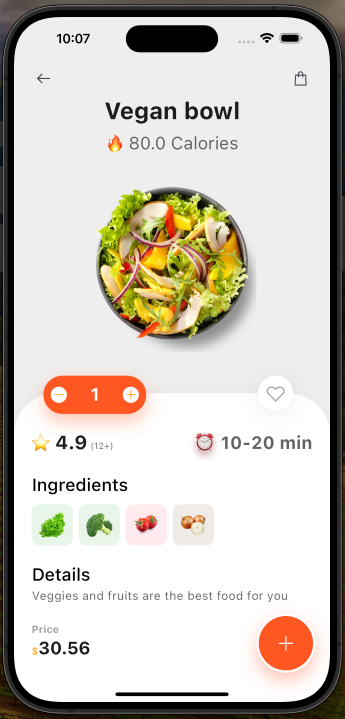 10:07
Vegan bowl
80.0 Calories
1
4.9 (12+)
10-20 min
Ingredients
Details
Veggies and fruits are the best food for you
Price
$30.56